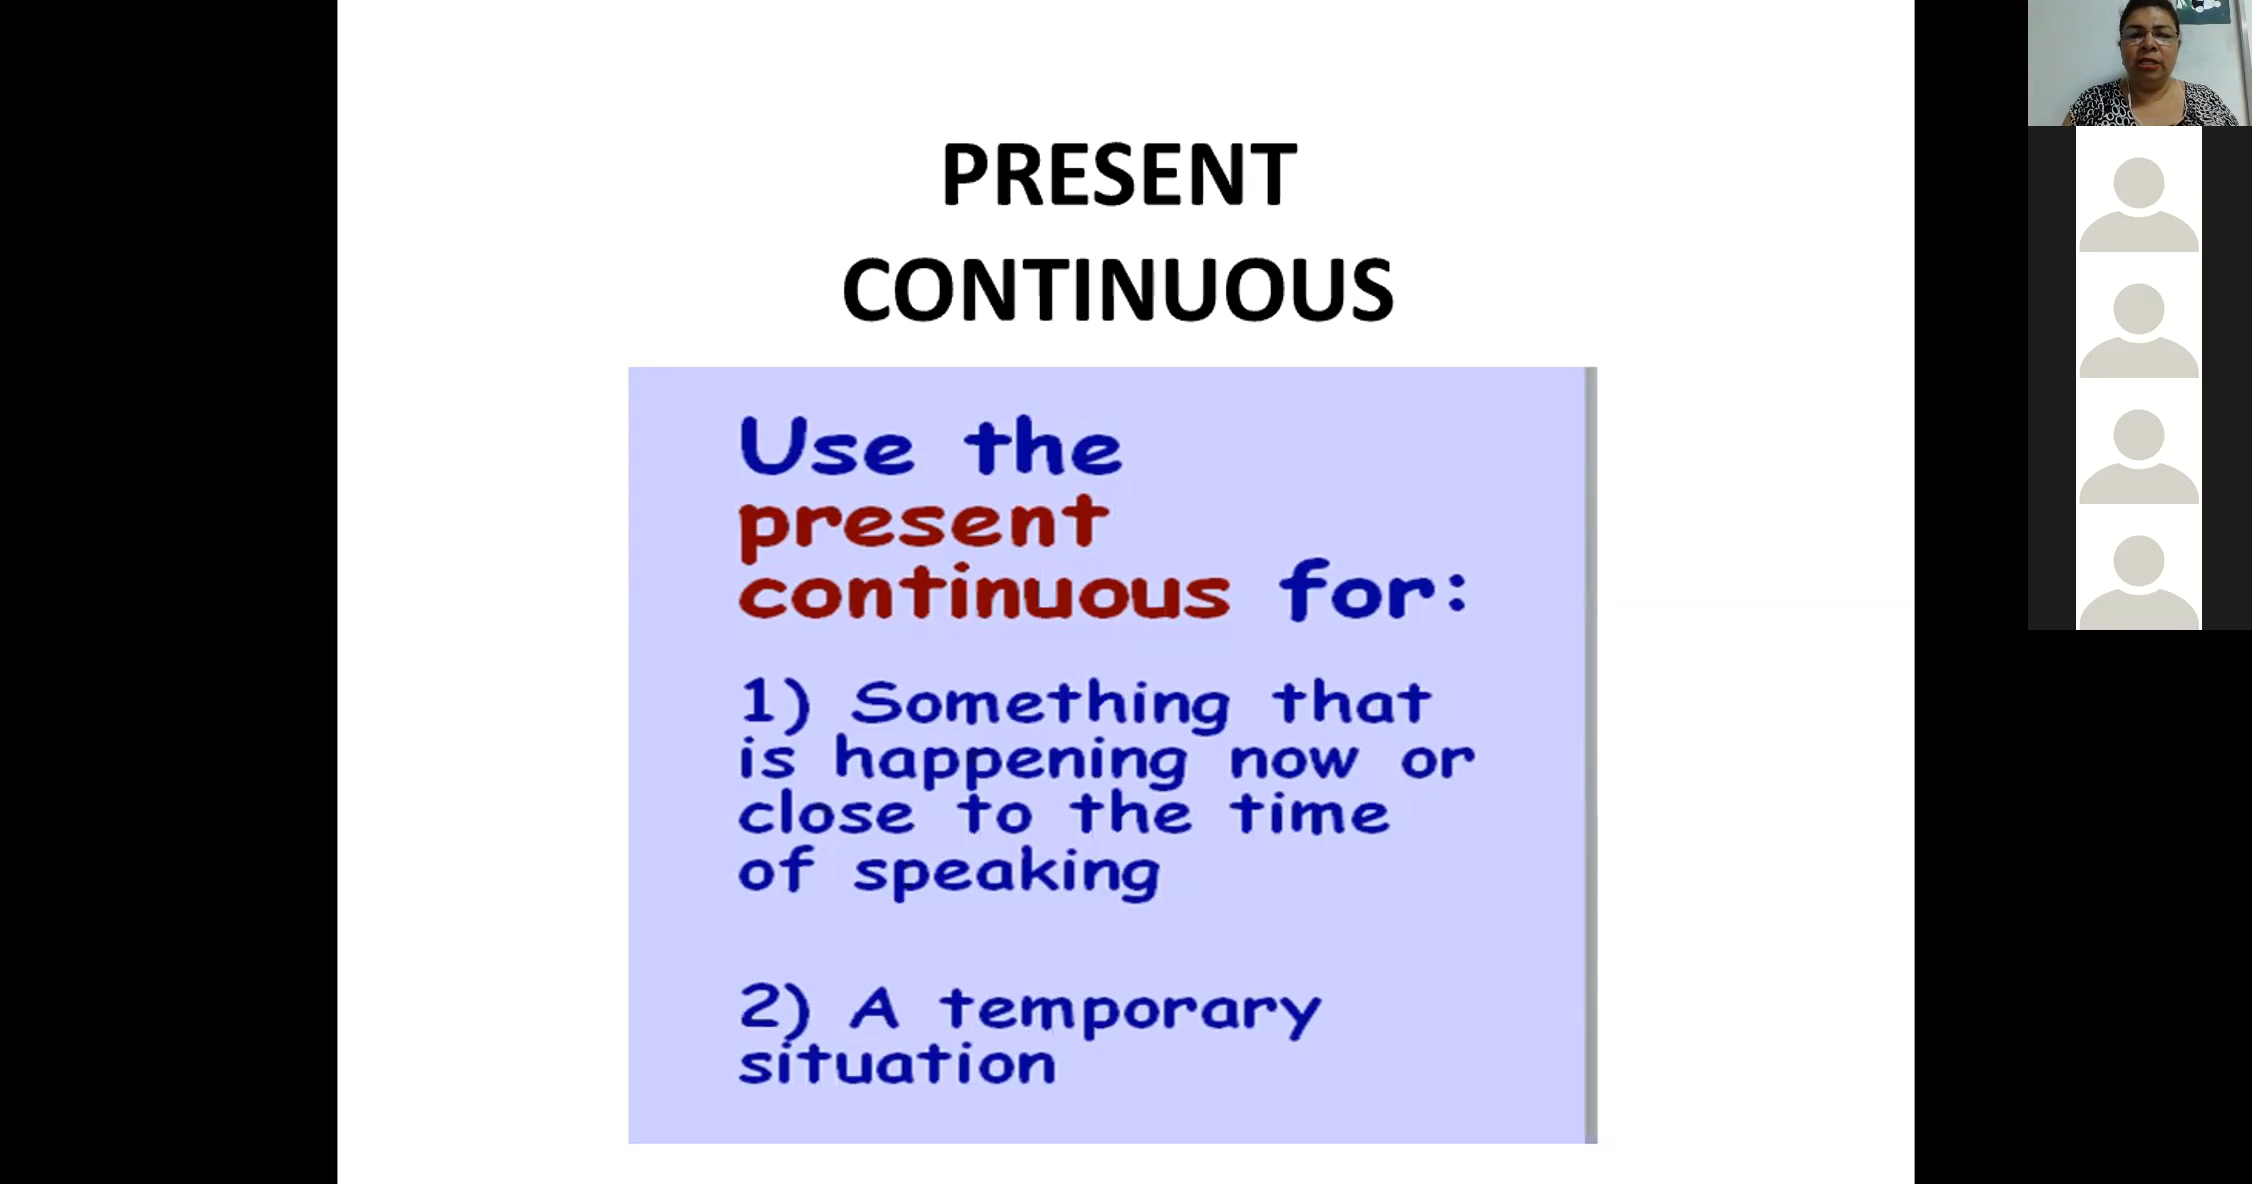 PRESENT
CONTINUOUS
Use the
present
continuous for:
1) Something that
is happening now or
close to the time
of speaking
2) A temporary
situation